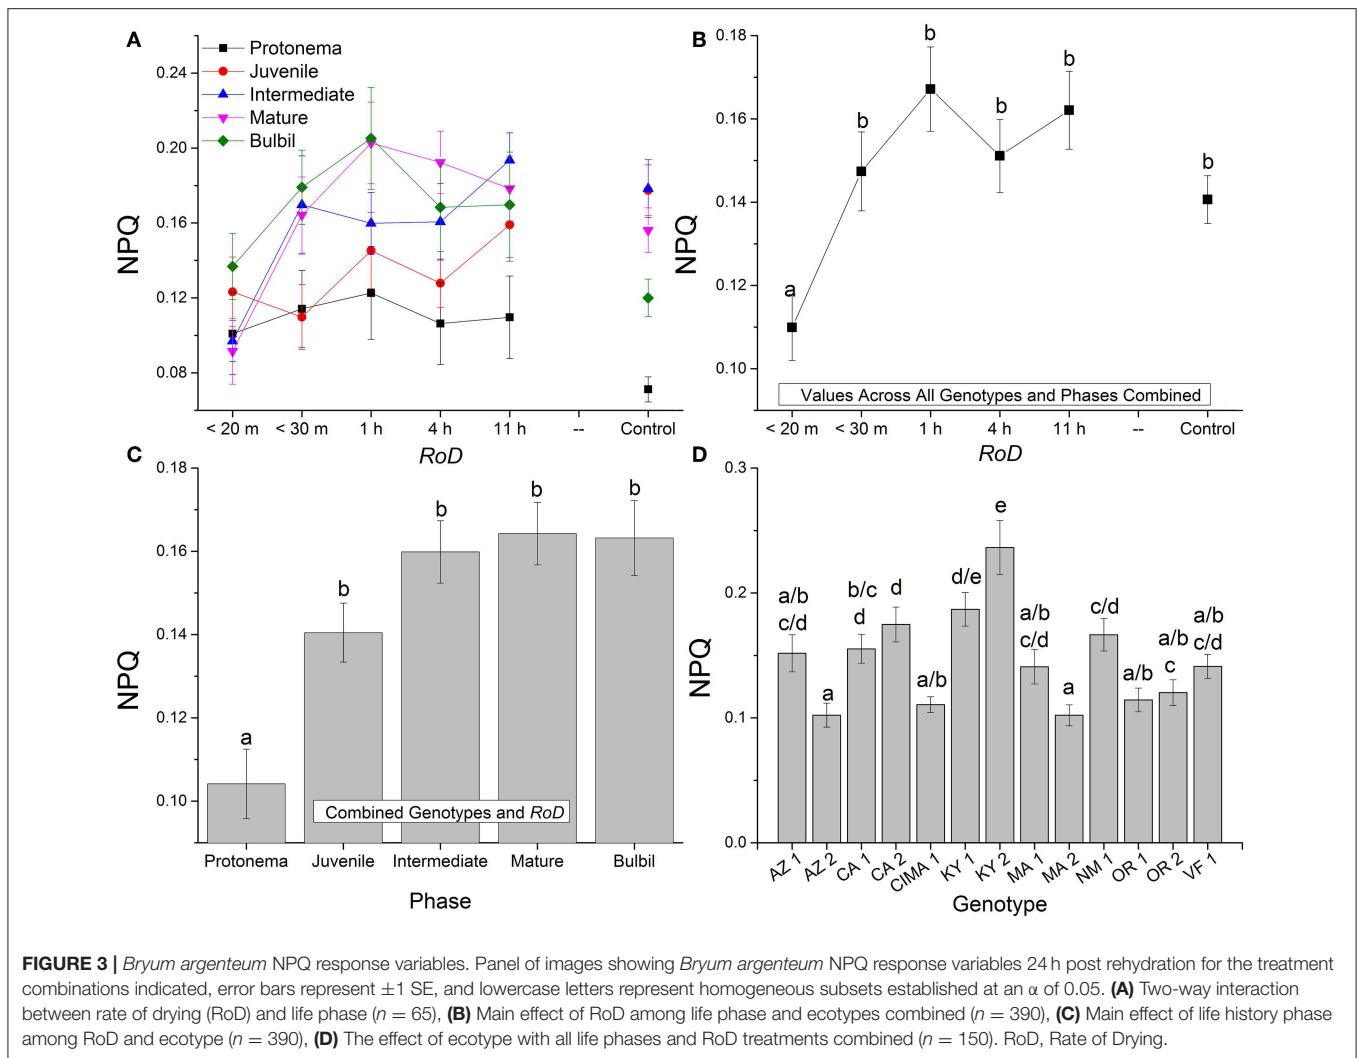 A
Protonema
Juvenile
Intermediate
Mature
Bulbil
0.24
0.20
0.16
0.12
0.08
NPQ
< 20 m < 30 m 1 h 4 h 11 h -- Control
RoD
B
0.18
0.16
0.14
0.12
0.10
NPQ
a b b b b b
Values Across All Genotypes and Phases Combined
< 20 m < 30 m 1 h 4 h 11 h -- Control
RoD
C
0.18
0.16
0.14
0.12
0.10
NPQ
a b b b b
Combined Genotypes and RoD
Protonema Juvenile Intermediate Mature Bulbil
Phase
D
0.3
0.2
0.1
0.0
NPQ
a/b
c/d
a
b/c
d
d
a/b
d/e
e
a/b
c/d
a
c/d
a/b
a/b
c
a/b
c/d
AZ 1 AZ 2 CA 1 CA 2 CIMA 1 KY 1 KY 2 MA 1 MA 2 NM 1 OR 1 OR 2 VF 1
Genotype
FIGURE 3 | Bryum argenteum NPQ response variables. Panel of images showing Bryum argenteum NPQ response variables 24 h post rehydration for the treatment
combinations indicated, error bars represent ±1 SE, and lowercase letters represent homogeneous subsets established at an α of 0.05. (A) Two-way interaction
between rate of drying (RoD) and life phase (n = 65), (B) Main effect of RoD among life phase and ecotypes combined (n = 390), (C) Main effect of life history phase
among RoD and ecotype (n = 390), (D) The effect of ecotype with all life phases and RoD treatments combined (n = 150). RoD, Rate of Drying.